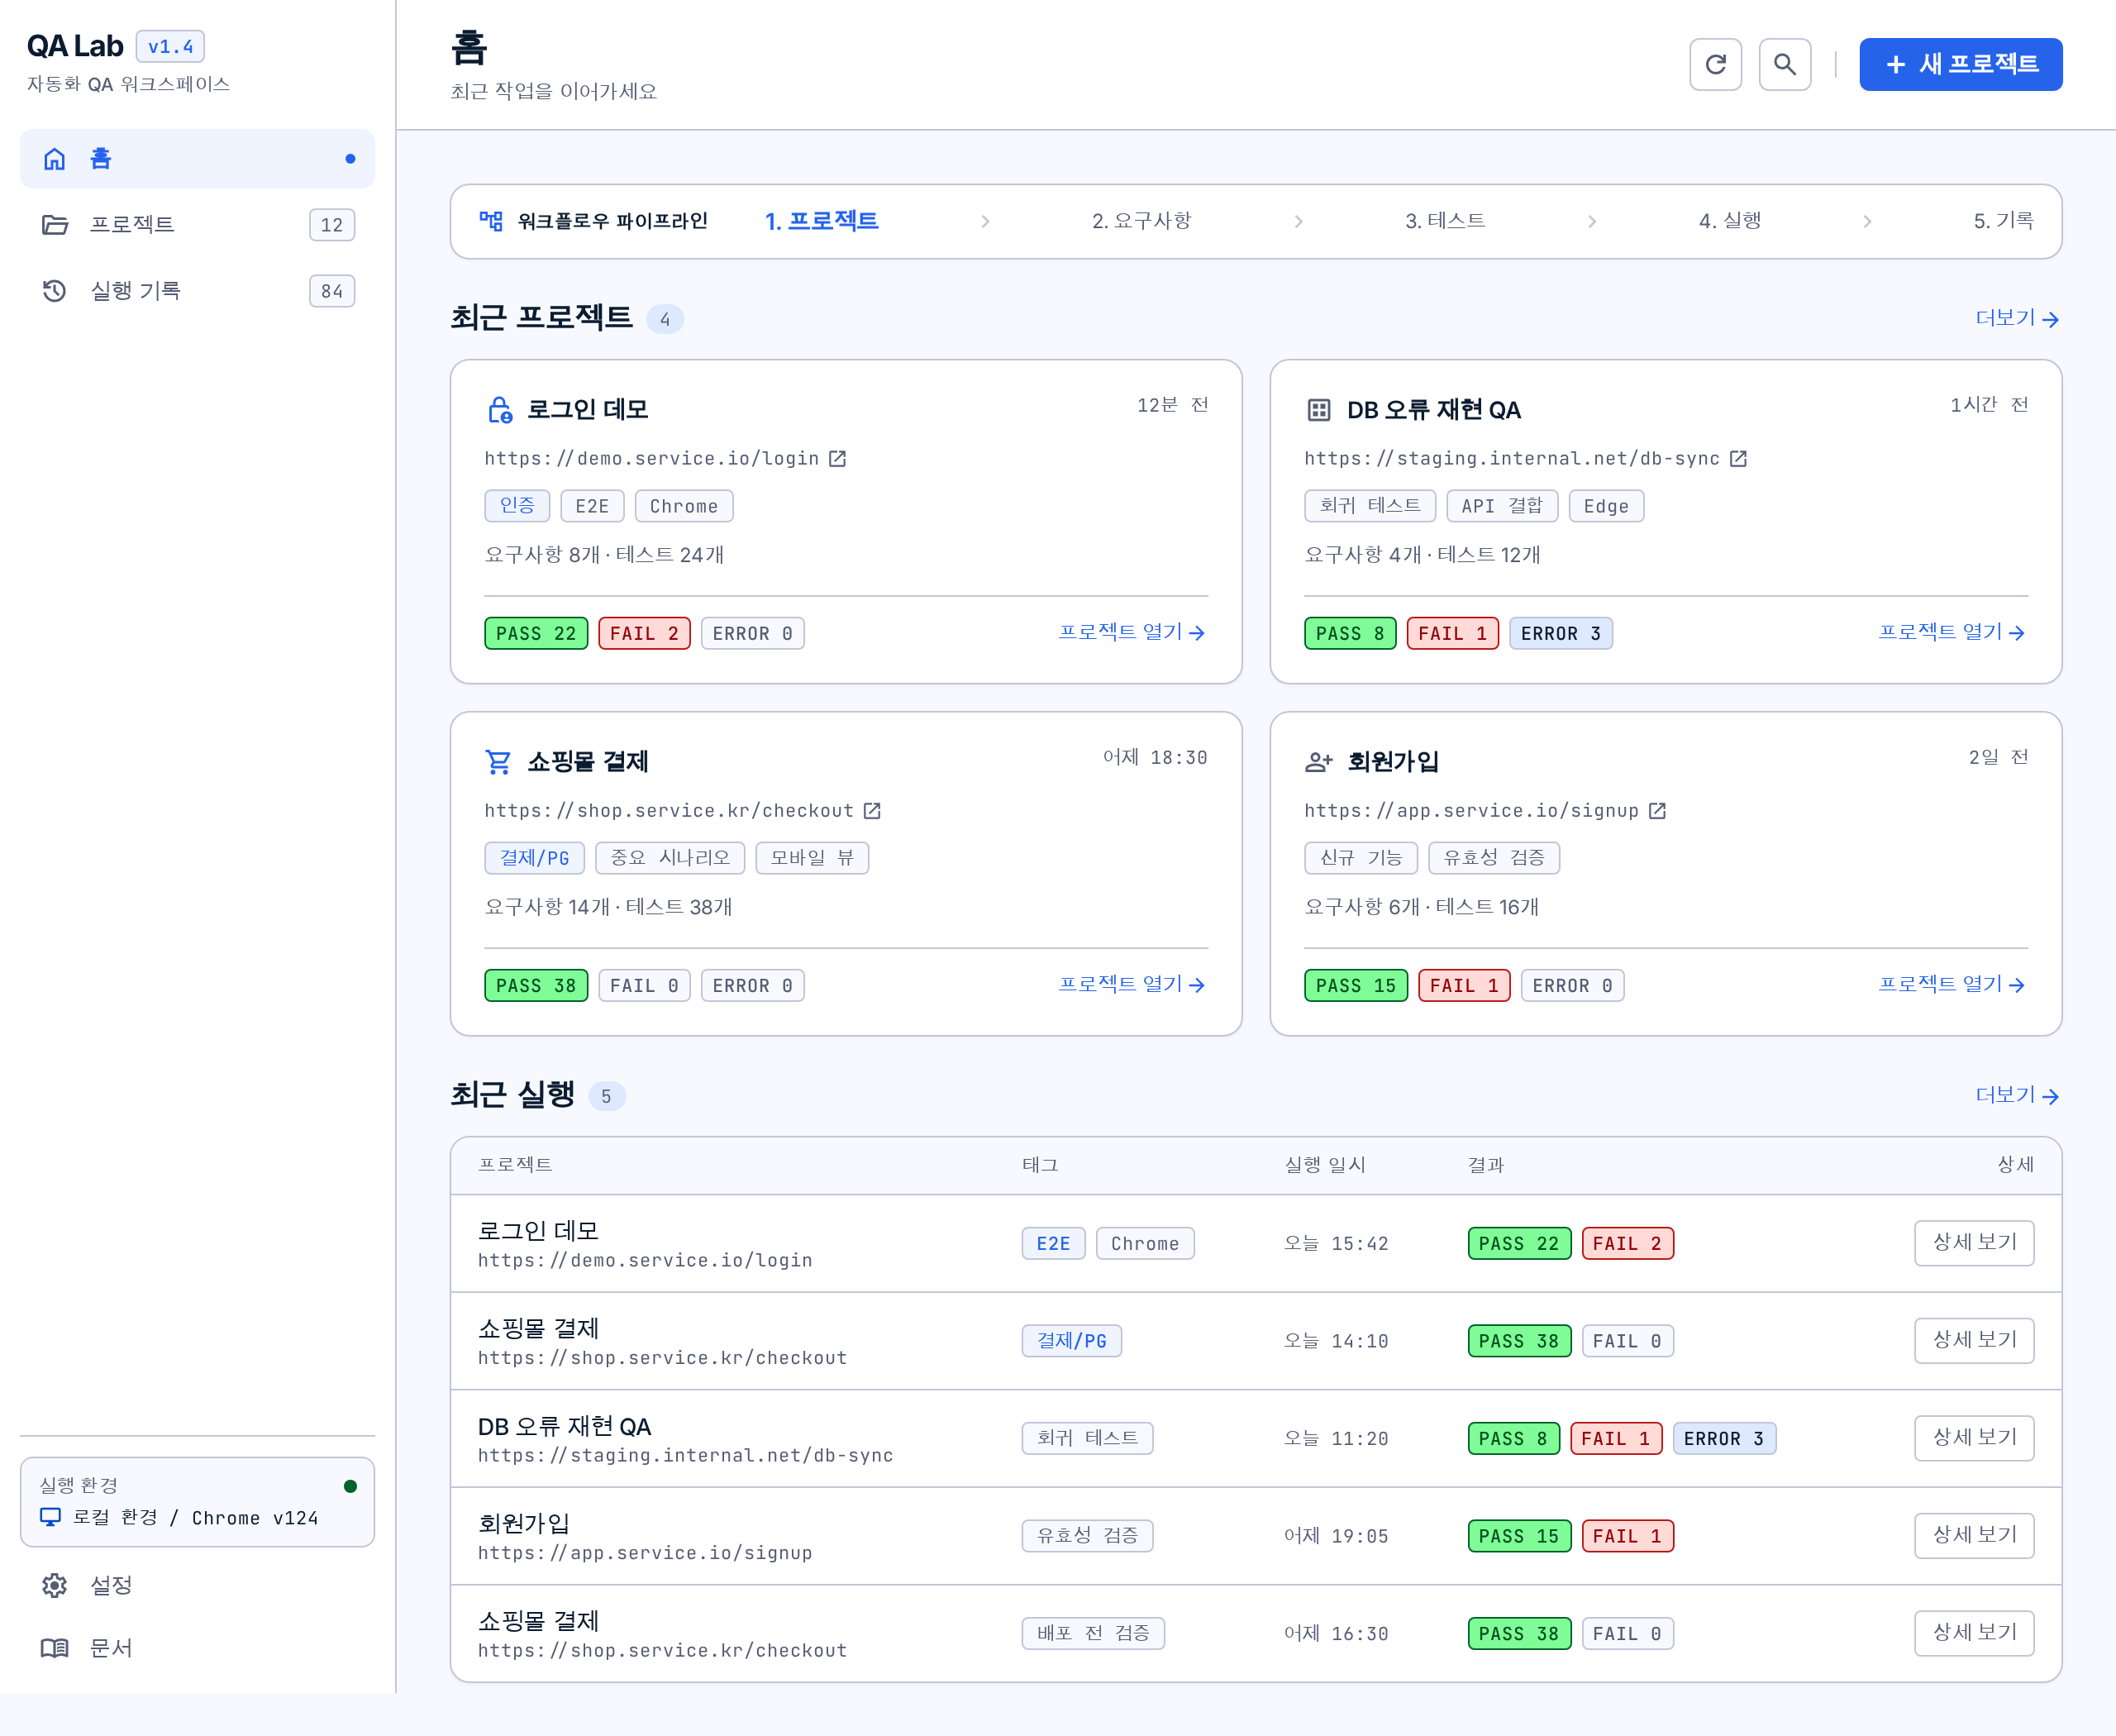 QA Lab v1.4
자동화 QA 워크스페이스
홈
프로젝트 12
실행 기록 84
실행 환경
로컬 환경 / Chrome v124
설정
문서
홈
최근 작업을 이어가세요
새 프로젝트
워크플로우 파이프라인 1. 프로젝트 2. 요구사항 3. 테스트 4. 실행 5. 기록
최근 프로젝트 4 더보기
로그인 데모 12분 전
https://demo.service.io/login
인증 E2E Chrome
요구사항 8개 · 테스트 24개
PASS 22 FAIL 2 ERROR 0 프로젝트 열기
DB 오류 재현 QA 1시간 전
https://staging.internal.net/db-sync
회귀 테스트 API 결합 Edge
요구사항 4개 · 테스트 12개
PASS 8 FAIL 1 ERROR 3 프로젝트 열기
쇼핑몰 결제 어제 18:30
https://shop.service.kr/checkout
결제/PG 중요 시나리오 모바일 뷰
요구사항 14개 · 테스트 38개
PASS 38 FAIL 0 ERROR 0 프로젝트 열기
회원가입 2일 전
https://app.service.io/signup
신규 기능 유효성 검증
요구사항 6개 · 테스트 16개
PASS 15 FAIL 1 ERROR 0 프로젝트 열기
최근 실행 5 더보기
프로젝트 태그 실행 일시 결과 상세
로그인 데모
https://demo.service.io/login
E2E Chrome 오늘 15:42 PASS 22 FAIL 2 상세 보기
쇼핑몰 결제
https://shop.service.kr/checkout
결제/PG 오늘 14:10 PASS 38 FAIL 0 상세 보기
DB 오류 재현 QA
https://staging.internal.net/db-sync
회귀 테스트 오늘 11:20 PASS 8 FAIL 1 ERROR 3 상세 보기
회원가입
https://app.service.io/signup
유효성 검증 어제 19:05 PASS 15 FAIL 1 상세 보기
쇼핑몰 결제
https://shop.service.kr/checkout
배포 전 검증 어제 16:30 PASS 38 FAIL 0 상세 보기